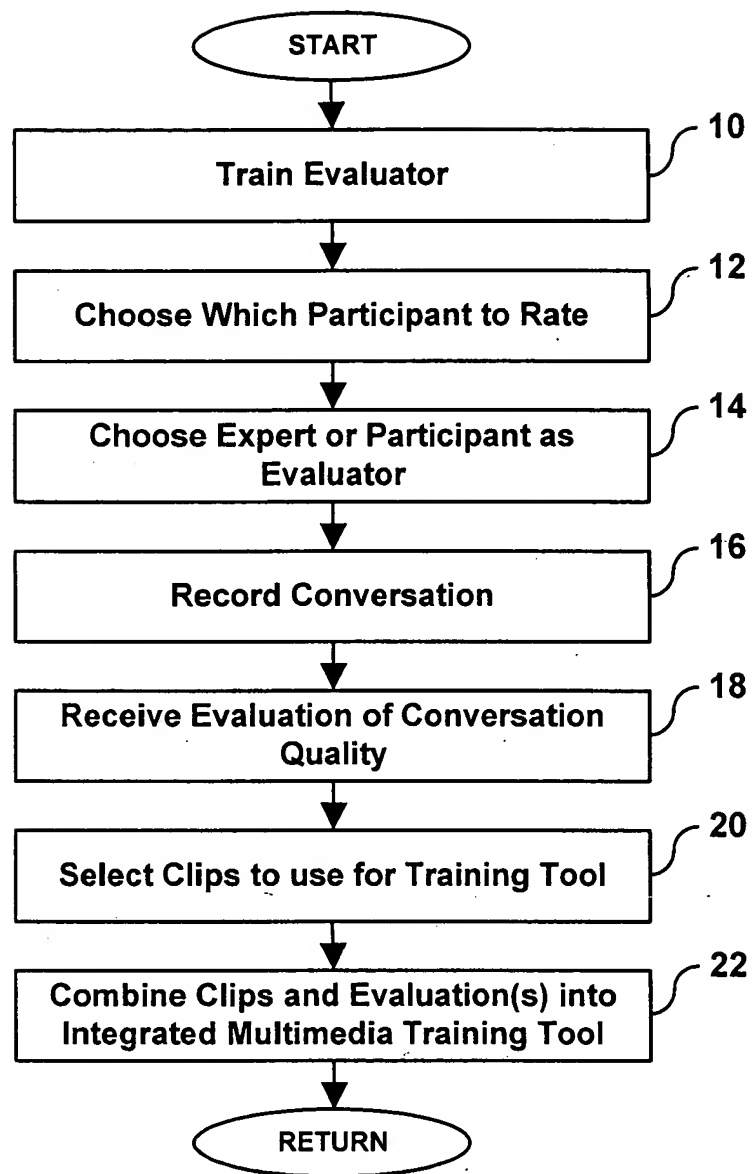 START
10
Train Evaluator
12
Choose Which Participant to Rate
14
Choose Expert or Participant as
Evaluator
16
Record Conversation
18
Receive Evaluation of Conversation
Quality
20
Select Clips to use for Training Tool
22
Combine Clips and Evaluation(s) into
Integrated Multimedia Training Tool
RETURN